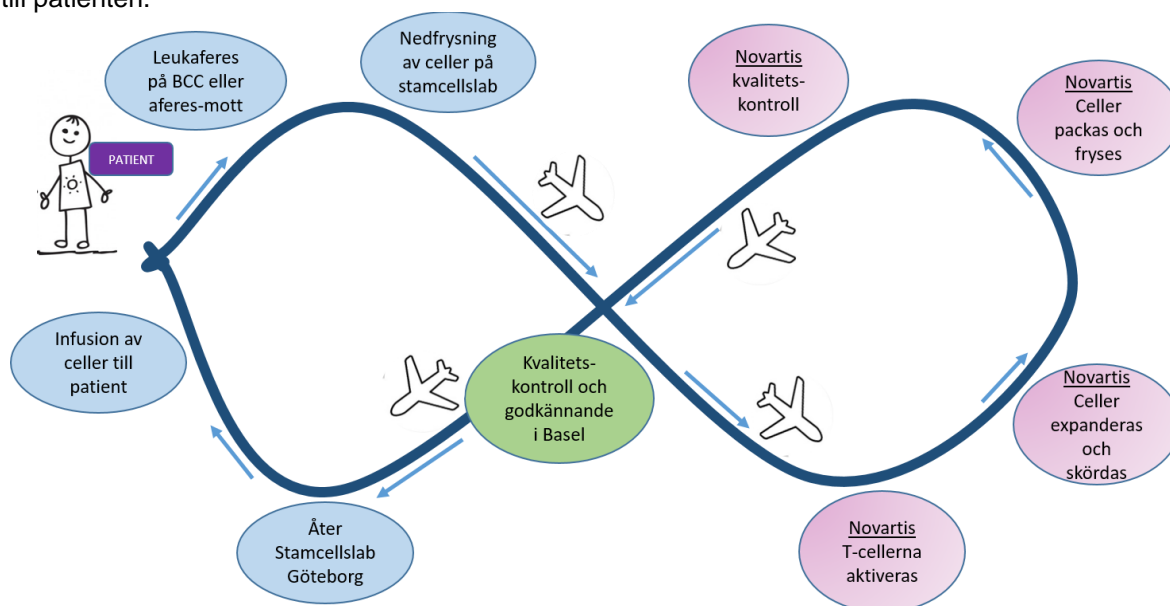 till patienten.
Leukaferes
på BCC eller
aferes-mott
Nedfrysning
av celler på
stamcellslab
Novartis
kvalitets-
kontroll
Novartis
Celler
packas och
fryses
PATIENT
Infusion av
celler till
patient
Kvalitets-
kontroll och
godkännande
i Basel
Novartis
Celler
expanderas
och
skördas
Åter
Stamcellslab
Göteborg
Novartis
T-cellerna
aktiveras